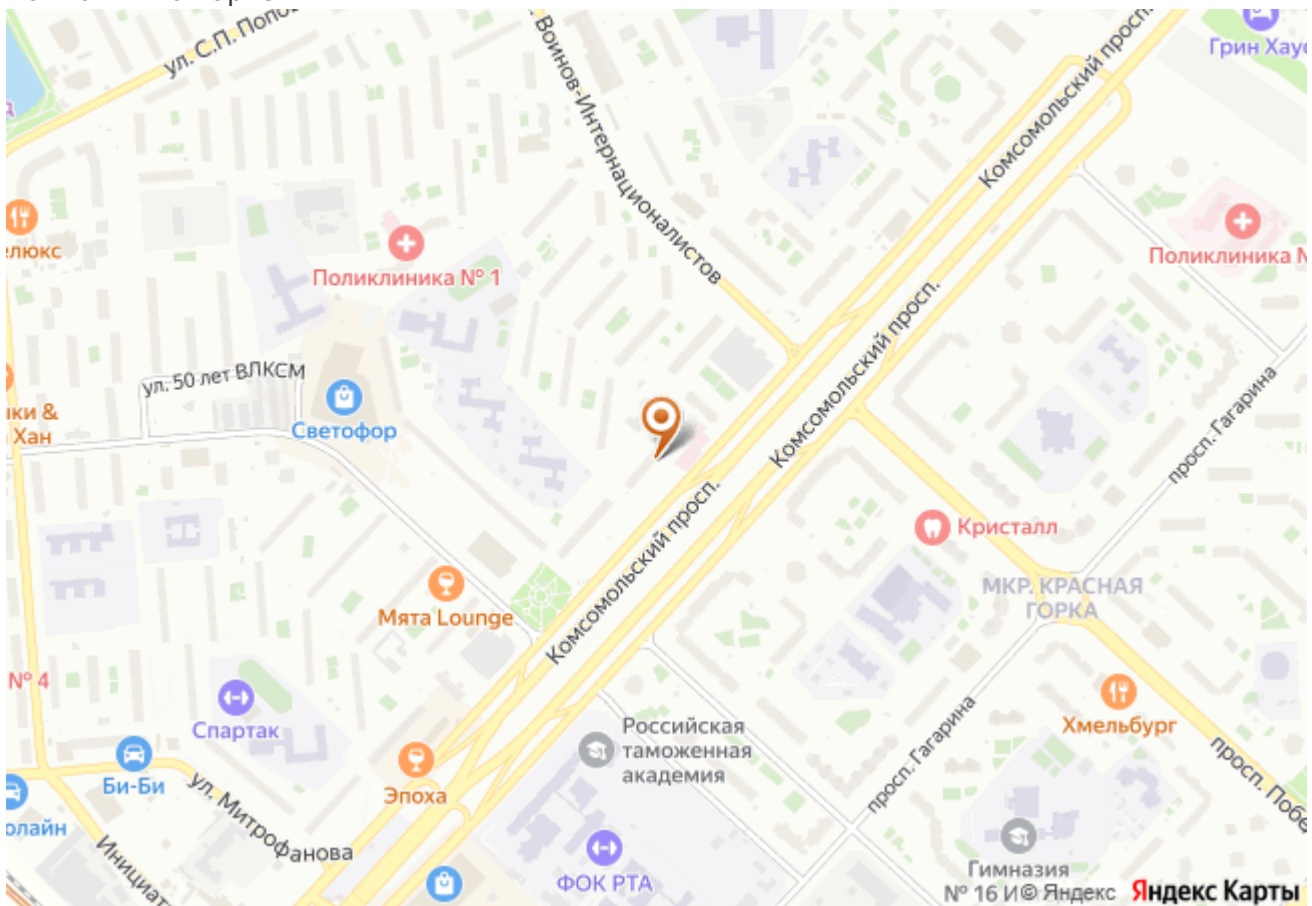 ул. С.П. Попо
Воинов-Интернационалистов
Комсомольский просп.
Грин Хаус
Комсомольский просп.
елюкс
Поликлиника № 1
Поликлиника №
Комсомольский просп.
ул. 50 лет ВЛКСМ
ики &
Хан
Светофор
просп. Гагарина
Комсомольский просп.
Кристалл
МКР. КРАСНАЯ
ГОРКА
Мята Lounge
№ 4
Спартак
Российская
таможенная
академия
Хмельбург
просп. Гагарина
просп. Побе
Би-Би
Эпоха
ул. Митрофанова
олайн
Инициат
ФОК РТА
Гимназия
№ 16 И
© Яндекс Яндекс Карты